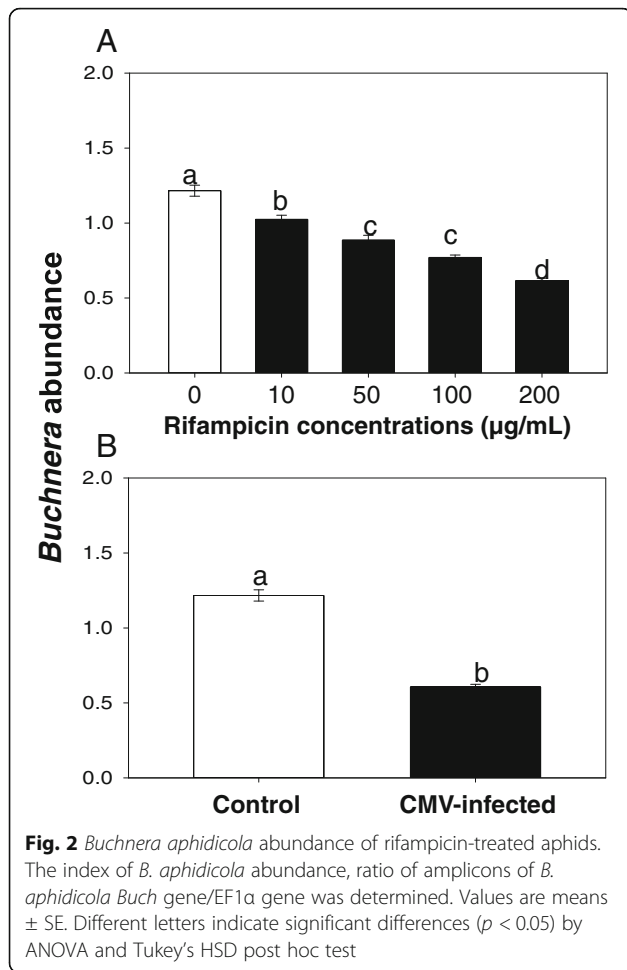 A
2.0
1.5
1.0
0.5
0.0
a
b
c
c
d
0 10 50 100 200
Rifampicin concentrations (µg/mL)
Buchnera abundance
B
2.0
1.5
1.0
0.5
0.0
a
b
Control CMV-infected
Fig. 2 Buchnera aphidicola abundance of rifampicin-treated aphids.
The index of B. aphidicola abundance, ratio of amplicons of B.
aphidicola Buch gene/EF1α gene was determined. Values are means
± SE. Different letters indicate significant differences (p < 0.05) by
ANOVA and Tukey's HSD post hoc test